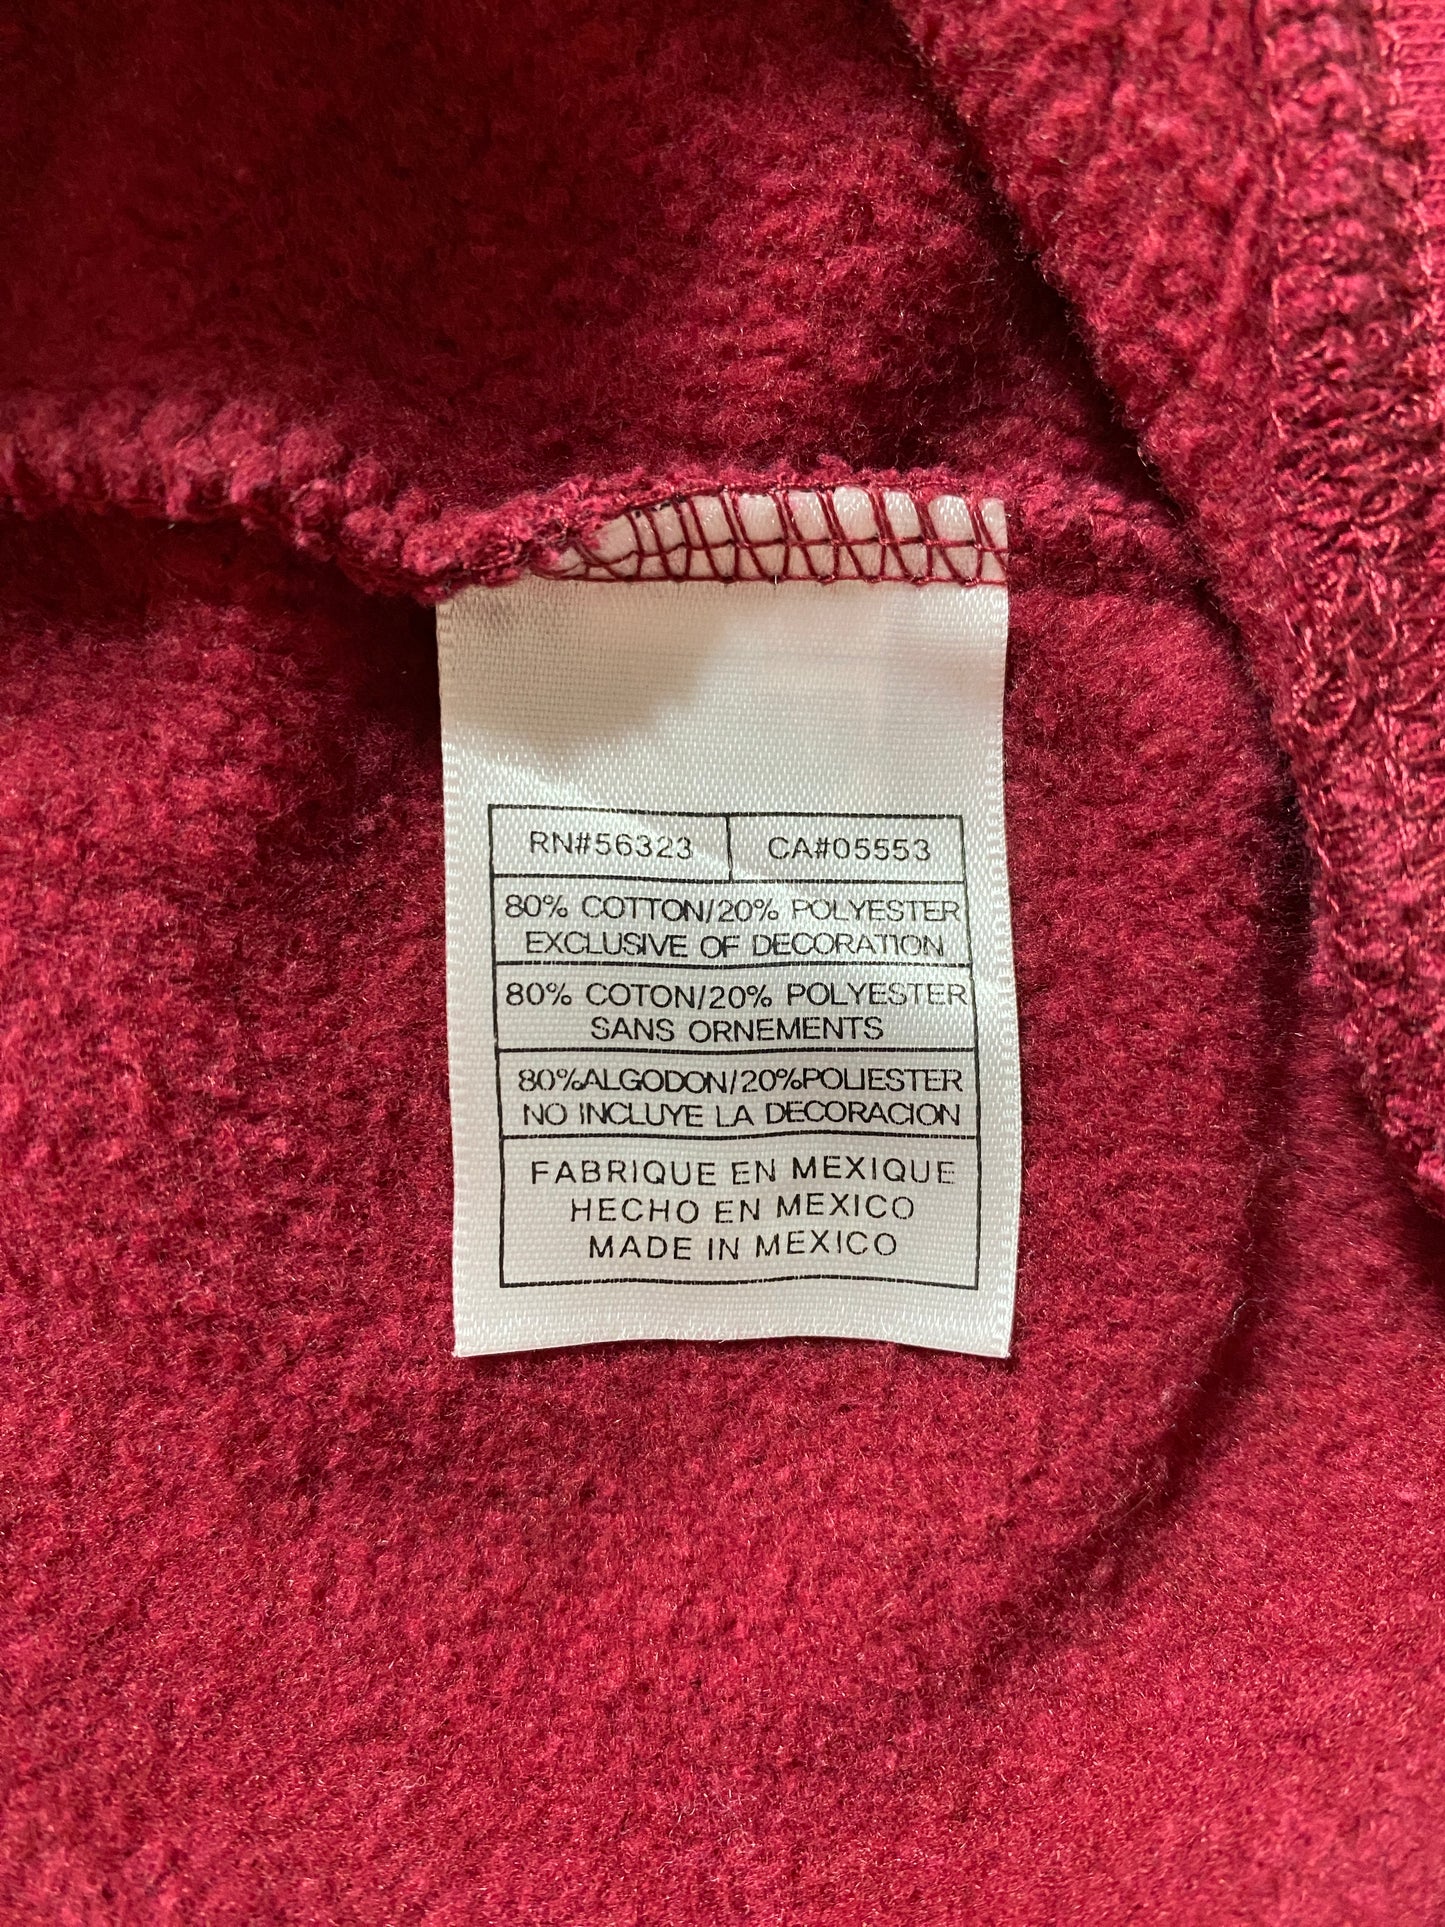 RN#56323 CA#05553
80% COTTON/20% POLYESTER
EXCLUSIVE OF DECORATION
80% COTON/20% POLYESTER
SANS ORNEMENTS
80%ALGODON/20%POLIESTER
NO INCLUYE LA DECORACION
FABRIQUE EN MEXIQUE
HECHO EN MEXICO
MADE IN MEXICO